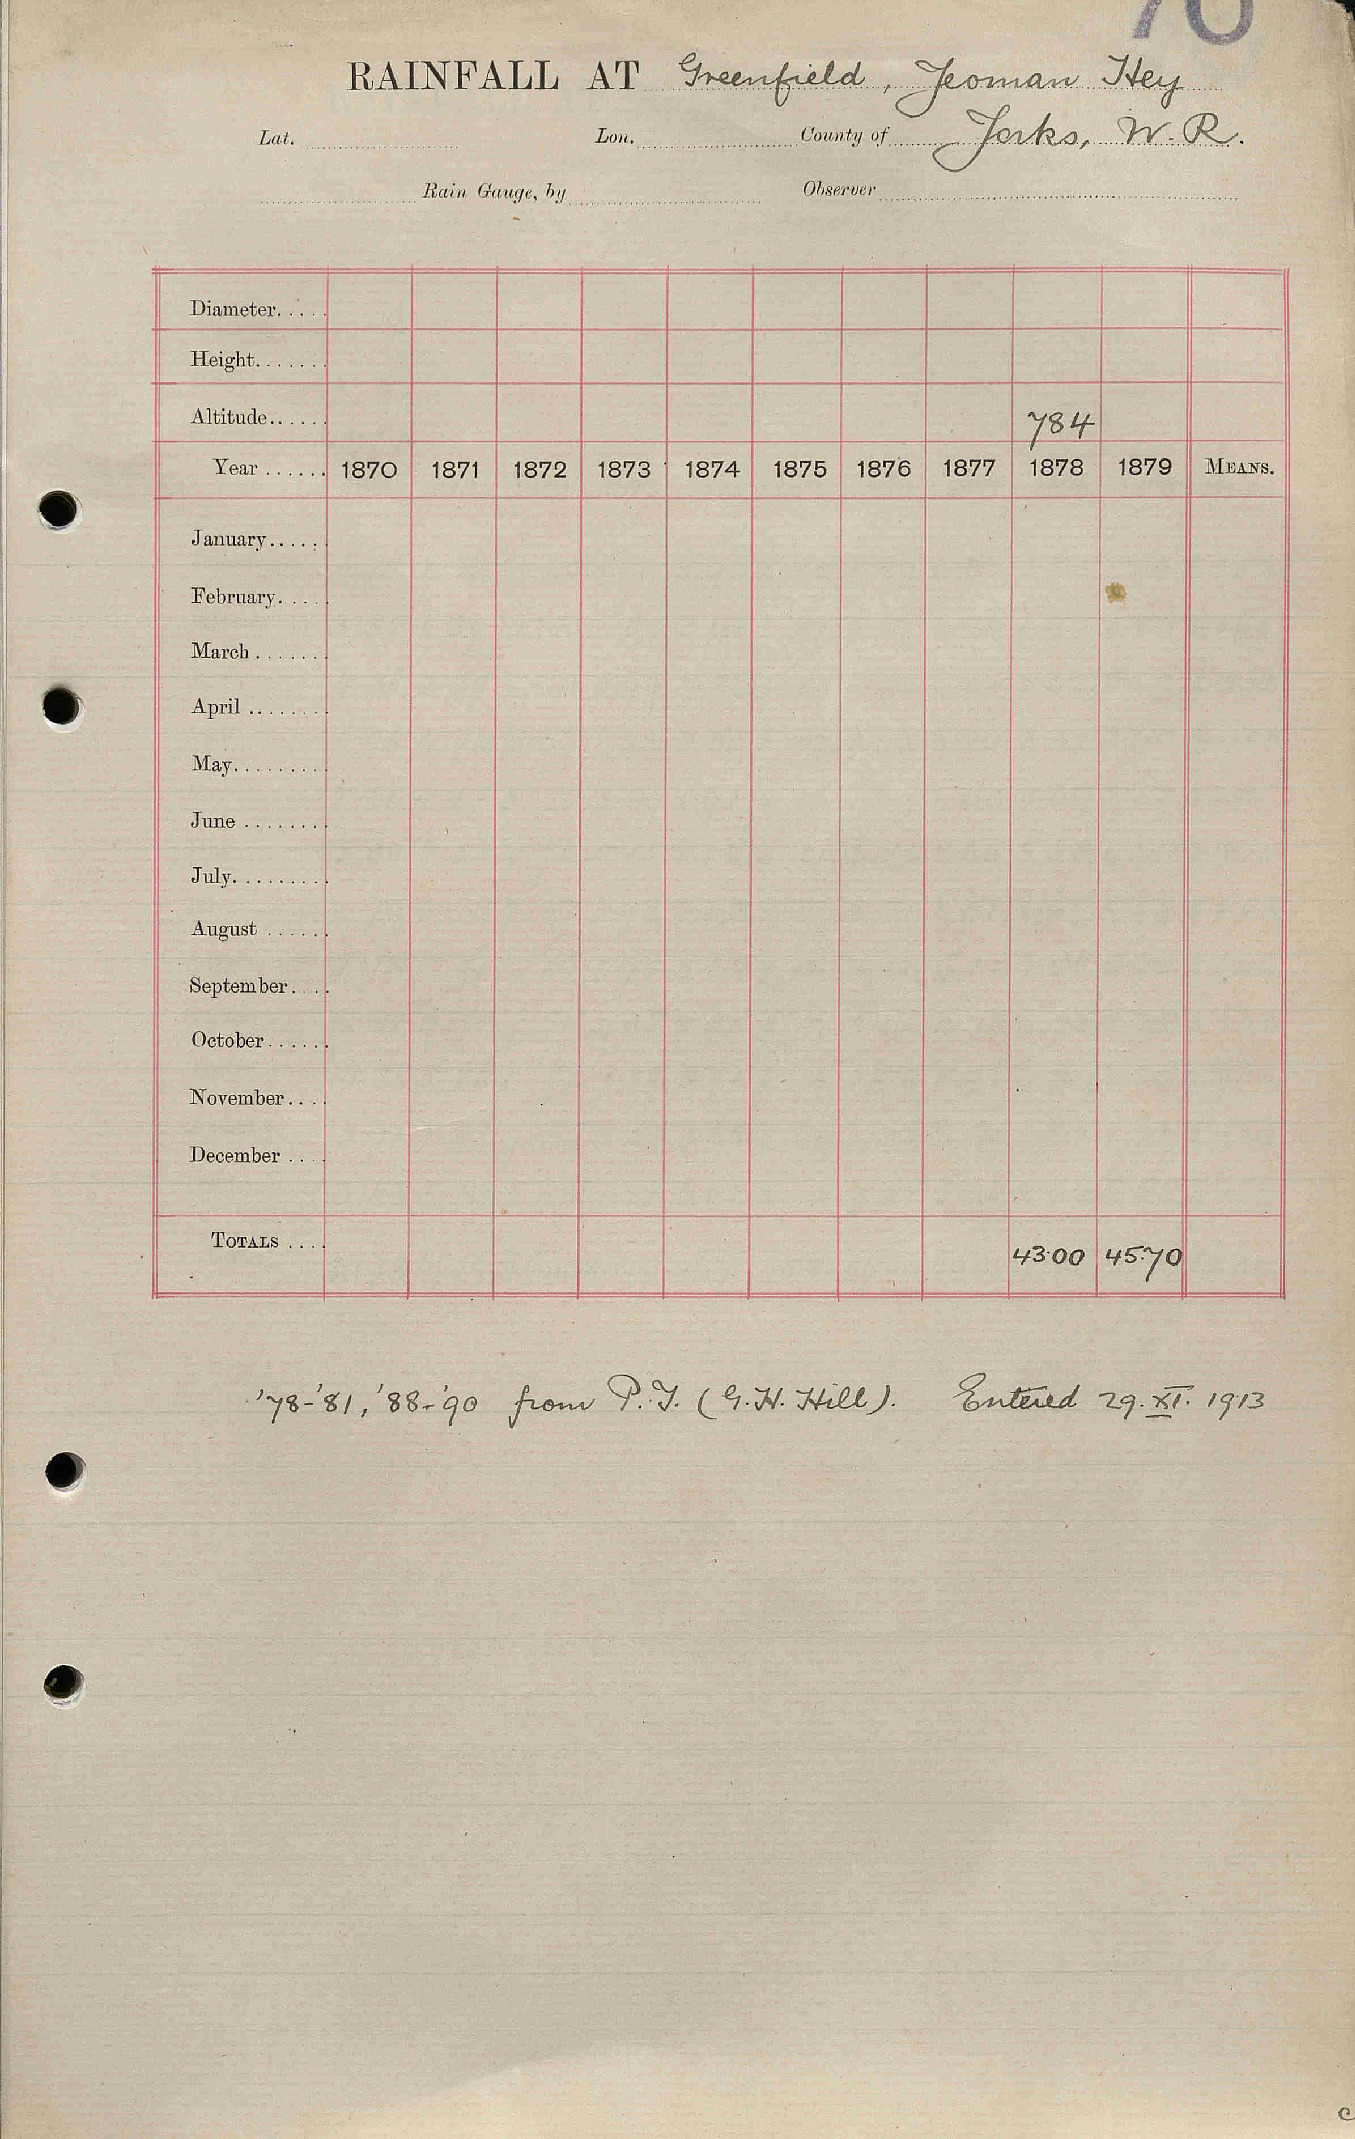 70
RAINFALL AT Greenfield, Yeoman Hey
Lat. Lon. County of Yorks, W.R.
Rain Gauge, by Observer
Diameter.....
Height.......
Altitude...... 784
Year ...... 1870 1871 1872 1873 1874 1875 1876 1877 1878 1879 MEANS.
January.....
February.....
March .......
April ........
May.........
June ........
July.........
August ......
September....
October......
November....
December ....
TOTALS .... 43·00 45·70
'78-'81, '88-'90 from P.I. (G.H. Hill). Entered 29.XI.1913